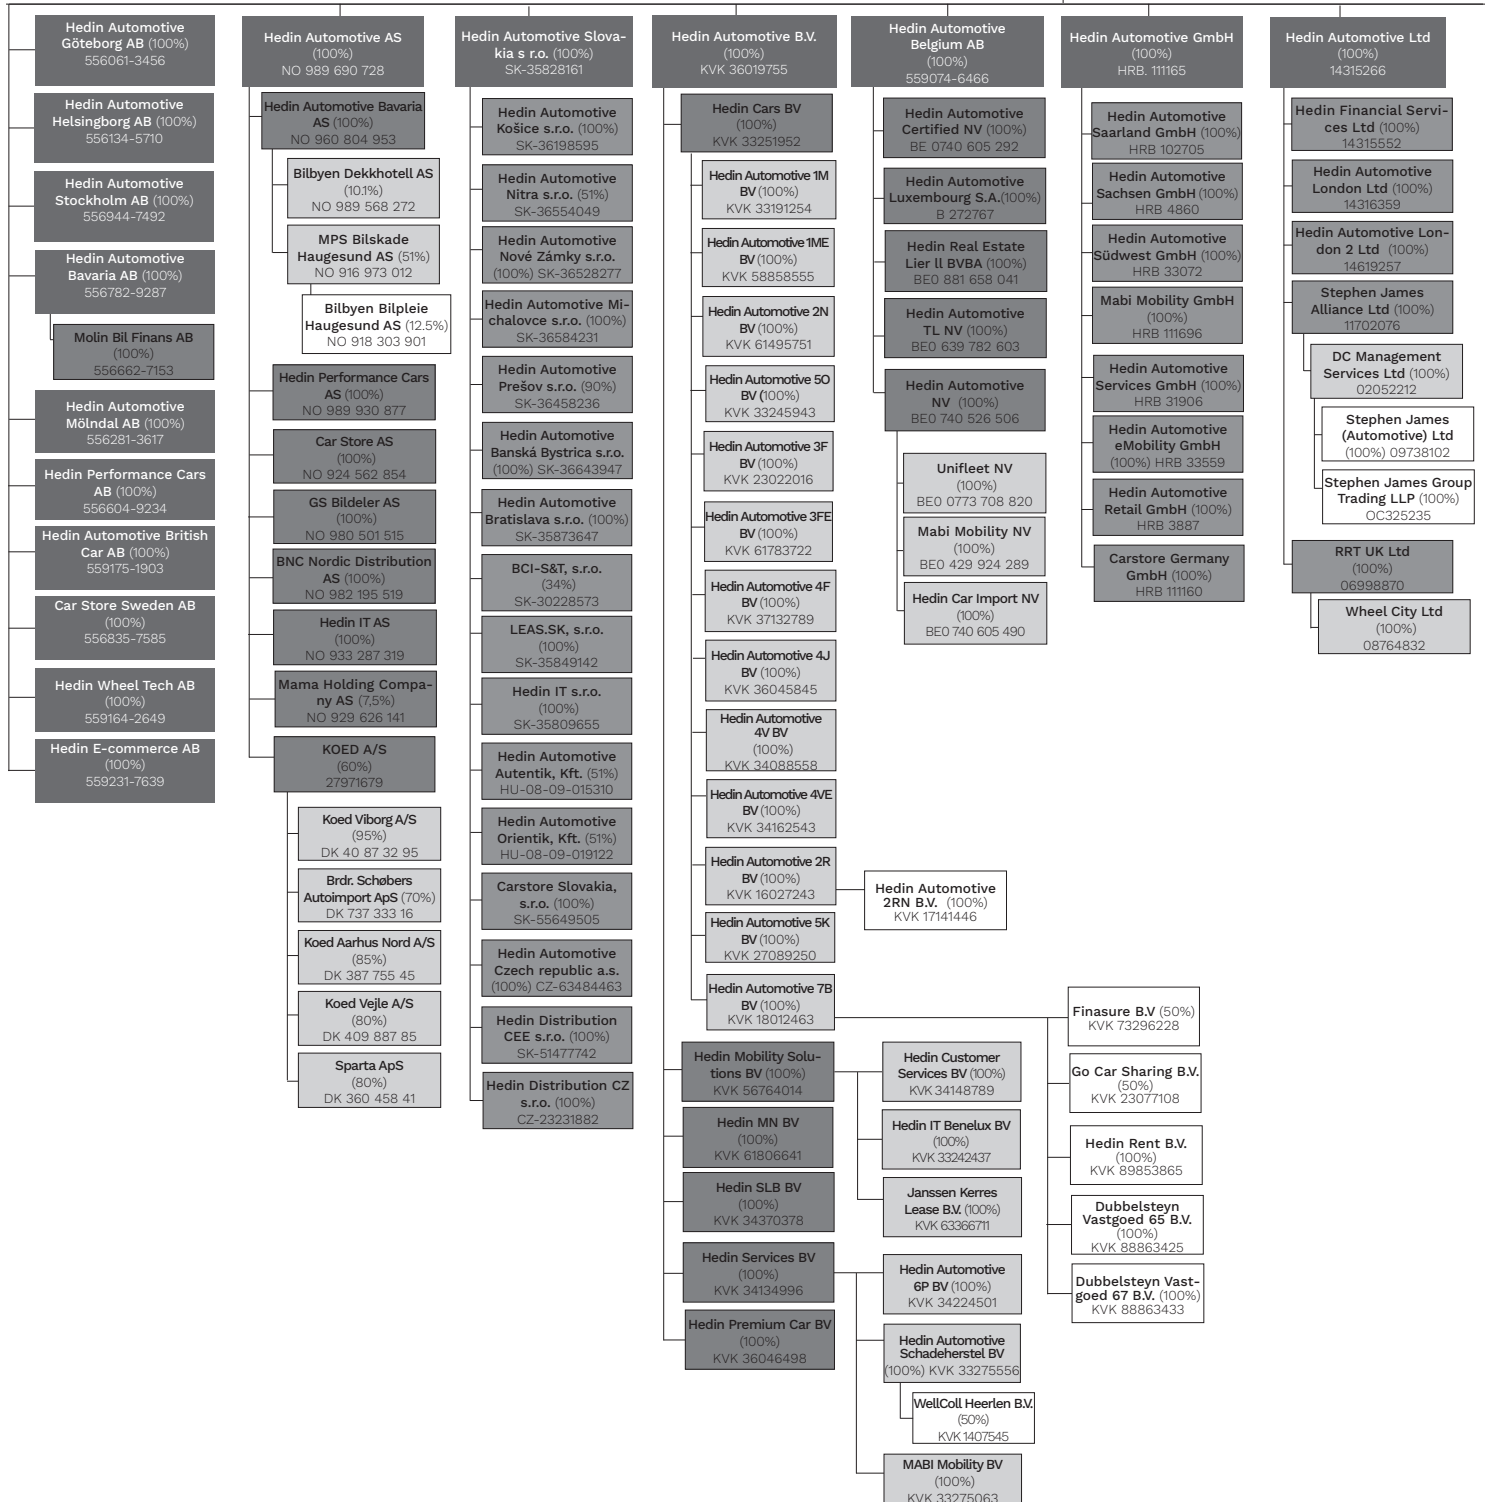 Hedin Automotive
Göteborg AB (100%)
556061-3456
Hedin Automotive
Helsingborg AB (100%)
556134-5710
Hedin Automotive
Stockholm AB (100%)
556944-7492
Hedin Automotive
Bavaria AB (100%)
556782-9287
Molin Bil Finans AB
(100%)
556662-7153
Hedin Automotive
Mölndal AB (100%)
556281-3617
Hedin Performance Cars
AB (100%)
556604-9234
Hedin Automotive British
Car AB (100%)
559175-1903
Car Store Sweden AB
(100%)
556835-7585
Hedin Wheel Tech AB
(100%)
559164-2649
Hedin E-commerce AB
(100%)
559231-7639
Hedin Automotive AS
(100%)
NO 989 690 728
Hedin Automotive Bavaria
AS (100%)
NO 960 804 953
Bilbyen Dekkhotell AS
(10.1%)
NO 989 568 272
MPS Bilskade
Haugesund AS (51%)
NO 916 973 012
Bilbyen Bilpleie
Haugesund AS (12.5%)
NO 918 303 901
Hedin Performance Cars
AS (100%)
NO 989 930 877
Car Store AS
(100%)
NO 924 562 854
GS Bildeler AS
(100%)
NO 980 501 515
BNC Nordic Distribution
AS (100%)
NO 982 195 519
Hedin IT AS
(100%)
NO 933 287 319
Mama Holding Compa-
ny AS (7,5%)
NO 929 626 141
KOED A/S
(60%)
27971679
Koed Viborg A/S
(95%)
DK 40 87 32 95
Brdr. Schøbers
Autoimport ApS (70%)
DK 737 333 16
Koed Aarhus Nord A/S
(85%)
DK 387 755 45
Koed Vejle A/S
(80%)
DK 409 887 85
Sparta ApS
(80%)
DK 360 458 41
Hedin Automotive Slova-
kia s r.o. (100%)
SK-35828161
Hedin Automotive
Košice s.r.o. (100%)
SK-36198595
Hedin Automotive
Nitra s.r.o. (51%)
SK-36554049
Hedin Automotive
Nové Zámky s.r.o.
(100%) SK-36528277
Hedin Automotive Mi-
chalovce s.r.o. (100%)
SK-36584231
Hedin Automotive
Prešov s.r.o. (90%)
SK-36458236
Hedin Automotive
Banská Bystrica s.r.o.
(100%) SK-36643947
Hedin Automotive
Bratislava s.r.o. (100%)
SK-35873647
BCI-S&T, s.r.o.
(34%)
SK-30228573
LEAS.SK, s.r.o.
(100%)
SK-35849142
Hedin IT s.r.o.
(100%)
SK-35809655
Hedin Automotive
Autentik, Kft. (51%)
HU-08-09-015310
Hedin Automotive
Orientik, Kft. (51%)
HU-08-09-019122
Carstore Slovakia,
s.r.o. (100%)
SK-55649505
Hedin Automotive
Czech republic a.s.
(100%) CZ-63484463
Hedin Distribution
CEE s.r.o. (100%)
SK-51477742
Hedin Distribution CZ
s.r.o. (100%)
CZ-23231882
Hedin Automotive B.V.
(100%)
KVK 36019755
Hedin Cars BV
(100%)
KVK 33251952
Hedin Automotive 1M
BV (100%)
KVK 33191254
Hedin Automotive 1ME
BV (100%)
KVK 58858555
Hedin Automotive 2N
BV (100%)
KVK 61495751
Hedin Automotive 5O
BV (100%)
KVK 33245943
Hedin Automotive 3F
BV (100%)
KVK 23022016
Hedin Automotive 3FE
BV (100%)
KVK 61783722
Hedin Automotive 4F
BV (100%)
KVK 37132789
Hedin Automotive 4J
BV (100%)
KVK 36045845
Hedin Automotive
4V BV
(100%)
KVK 34088558
Hedin Automotive 4VE
BV (100%)
KVK 34162543
Hedin Automotive 2R
BV (100%)
KVK 16027243
Hedin Automotive
2RN B.V. (100%)
KVK 17141446
Hedin Automotive 5K
BV (100%)
KVK 27089250
Hedin Automotive 7B
BV (100%)
KVK 18012463
Finasure B.V (50%)
KVK 73296228
Go Car Sharing B.V.
(50%)
KVK 23077108
Hedin Rent B.V.
(100%)
KVK 89853865
Dubbelsteyn
Vastgoed 65 B.V.
(100%)
KVK 88863425
Dubbelsteyn Vast-
goed 67 B.V. (100%)
KVK 88863433
Hedin Mobility Solu-
tions BV (100%)
KVK 56764014
Hedin Customer
Services BV (100%)
KVK 34148789
Hedin IT Benelux BV
(100%)
KVK 33242437
Janssen Kerres
Lease B.V. (100%)
KVK 63366711
Hedin MN BV
(100%)
KVK 61806641
Hedin SLB BV
(100%)
KVK 34370378
Hedin Services BV
(100%)
KVK 34134996
Hedin Automotive
6P BV (100%)
KVK 34224501
Hedin Automotive
Schadeherstel BV
(100%) KVK 33275556
WellColl Heerlen B.V.
(50%)
KVK 1407545
MABI Mobility BV
(100%)
KVK 33275063
Hedin Premium Car BV
(100%)
KVK 36046498
Hedin Automotive
Belgium AB
(100%)
559074-6466
Hedin Automotive
Certified NV (100%)
BE 0740 605 292
Hedin Automotive
Luxembourg S.A.(100%)
B 272767
Hedin Real Estate
Lier ll BVBA (100%)
BE0 881 658 041
Hedin Automotive
TL NV (100%)
BE0 639 782 603
Hedin Automotive
NV (100%)
BE0 740 526 506
Unifleet NV
(100%)
BE0 0773 708 820
Mabi Mobility NV
(100%)
BE0 429 924 289
Hedin Car Import NV
(100%)
BE0 740 605 490
Hedin Automotive GmbH
(100%)
HRB. 111165
Hedin Automotive
Saarland GmbH (100%)
HRB 102705
Hedin Automotive
Sachsen GmbH (100%)
HRB 4860
Hedin Automotive
Südwest GmbH (100%)
HRB 33072
Mabi Mobility GmbH
(100%)
HRB 111696
Hedin Automotive
Services GmbH (100%)
HRB 31906
Hedin Automotive
eMobility GmbH
(100%) HRB 33559
Hedin Automotive
Retail GmbH (100%)
HRB 3887
Carstore Germany
GmbH (100%)
HRB 111160
Hedin Automotive Ltd
(100%)
14315266
Hedin Financial Servi-
ces Ltd (100%)
14315552
Hedin Automotive
London Ltd (100%)
14316359
Hedin Automotive Lon-
don 2 Ltd (100%)
14619257
Stephen James
Alliance Ltd (100%)
11702076
DC Management
Services Ltd (100%)
02052212
Stephen James
(Automotive) Ltd
(100%) 09738102
Stephen James Group
Trading LLP (100%)
OC325235
RRT UK Ltd
(100%)
06998870
Wheel City Ltd
(100%)
08764832